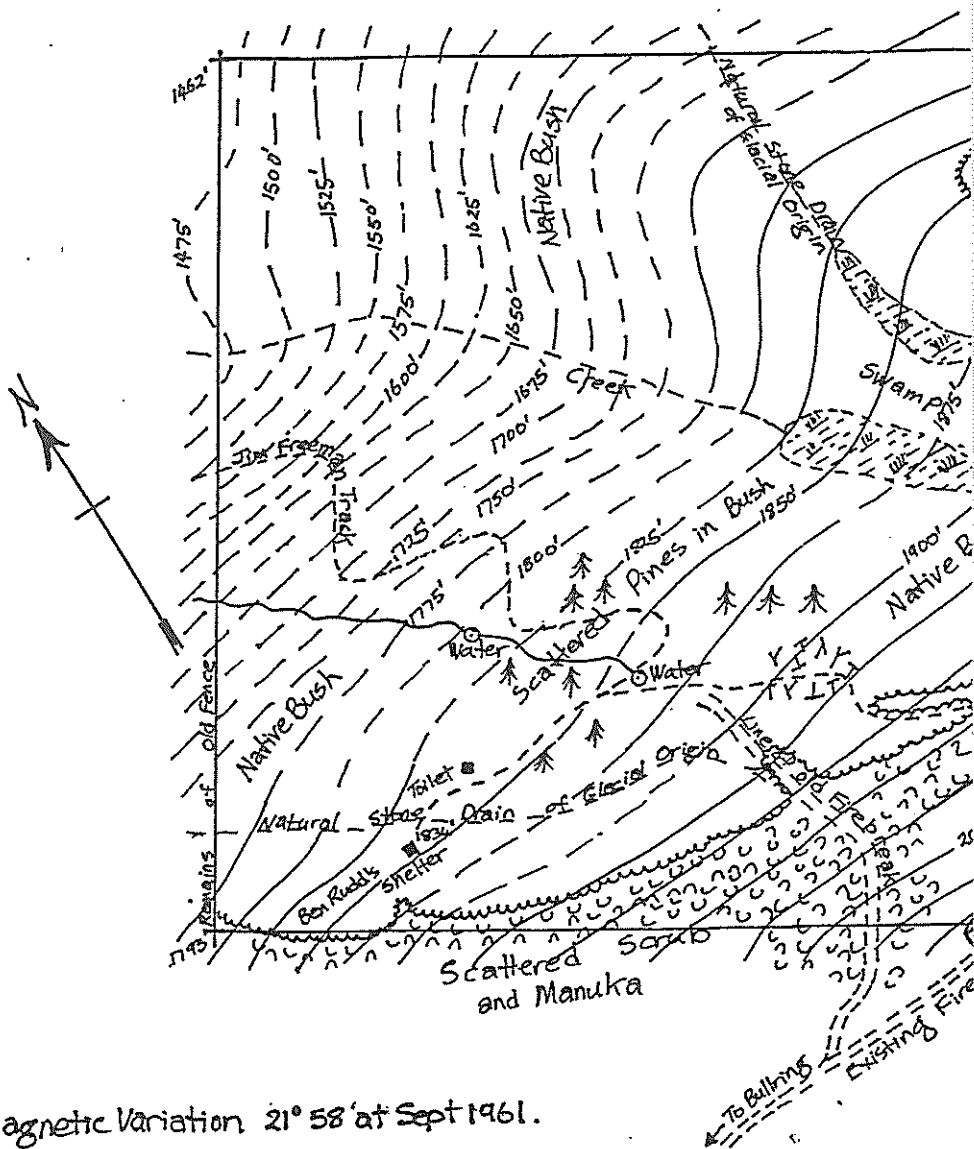 1462'
Natural Stone Drain
of Glacial Origin
Native Bush
1475'
1500'
1525'
1550'
1575'
1600'
1625'
1650'
1675'
1700'
1725'
1750'
1775'
1800'
1825'
1850'
1875'
1900'
Creek
Swamp
N
Jim Freeman
Track
Scattered Pines in Bush
Native B
Water
Water
Native Bush
Remains of Old Fence
Toilet
Natural Stone Drain of Glacial Origin
1834'
Ben Rudd's
Shelter
Firebreak
20
1793'
Scattered Scrub
and Manuka
To Bullring
Existing Fire
agnetic Variation 21° 58' at Sept 1961.